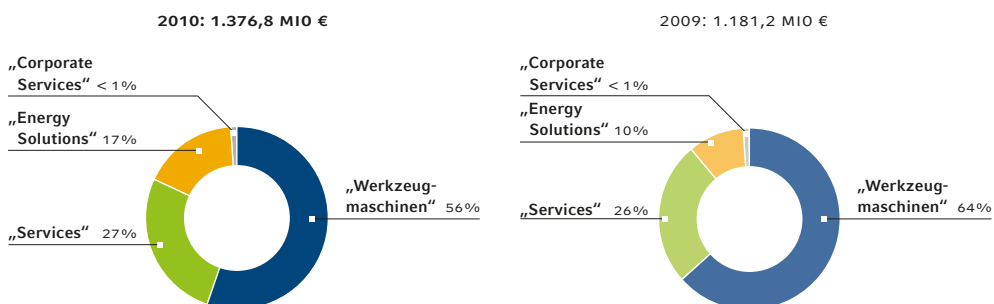 2010: 1.376,8 MIO €
„Corporate
Services“ < 1%
„Energy
Solutions“ 17%
„Werkzeug-
maschinen“ 56%
„Services“ 27%
2009: 1.181,2 MIO €
„Corporate
Services“ < 1%
„Energy
Solutions“ 10%
„Werkzeug-
maschinen“ 64%
„Services“ 26%